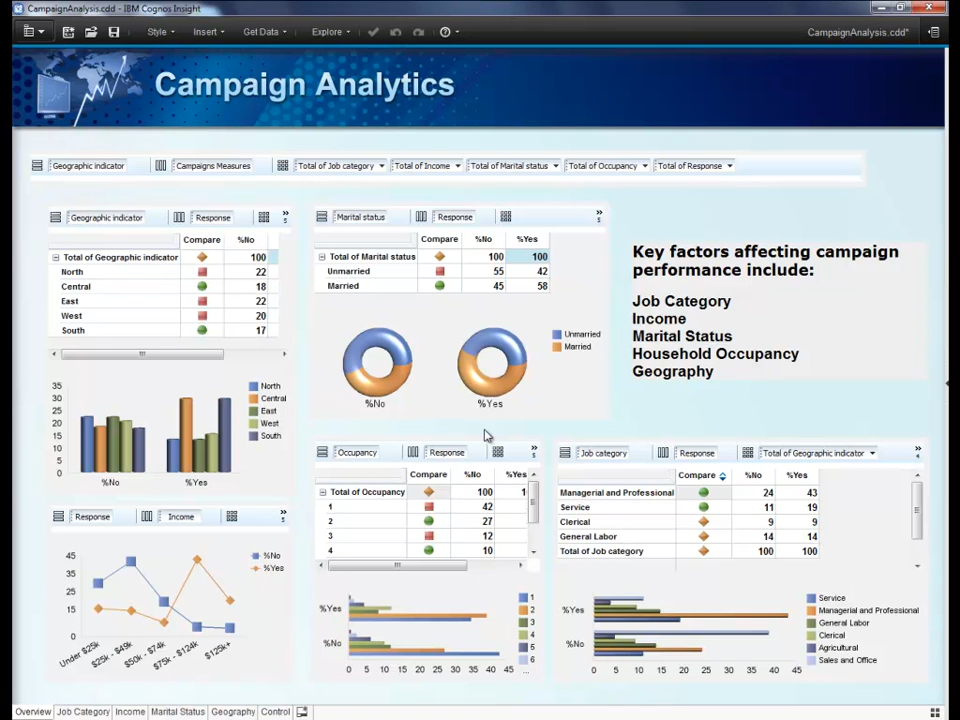 CampaignAnalysis.cdd - IBM Cognos Insight
Style Insert Get Data Explore CampaignAnalysis.cdd*
Campaign Analytics
Geographic indicator Campaigns Measures Total of Job category Total of Income Total of Marital status Total of Occupancy Total of Response
Geographic indicator Response
Compare %No
Total of Geographic indicator 100
North 22
Central 18
East 22
West 20
South 17
35
30
25
20
15
10
5
0
%No %Yes
North
Central
East
West
South
Marital status Response
Compare %No %Yes
Total of Marital status 100 100
Unmarried 55 42
Married 45 58
%No %Yes
Unmarried
Married
Key factors affecting campaign
performance include:
Job Category
Income
Marital Status
Household Occupancy
Geography
Response Income
45
35
25
15
0
Under $25k $25k - $49k $50k - $74k $75k - $124k $125k+
%No
%Yes
Occupancy Response
Compare %No %Yes
Total of Occupancy 100 1
1 42
2 27
3 12
4 10
%Yes
%No
0 5 10 15 20 25 30 35 40 45
1
2
3
4
5
6
...
Job category Response Total of Geographic indicator
Compare %No %Yes
Managerial and Professional 24 43
Service 11 19
Clerical 9 9
General Labor 14 14
Total of Job category 100 100
%Yes
%No
0 5 10 15 20 25 30 35 40 45
Service
Managerial and Professional
General Labor
Clerical
Agricultural
Sales and Office
Overview Job Category Income Marital Status Geography Control